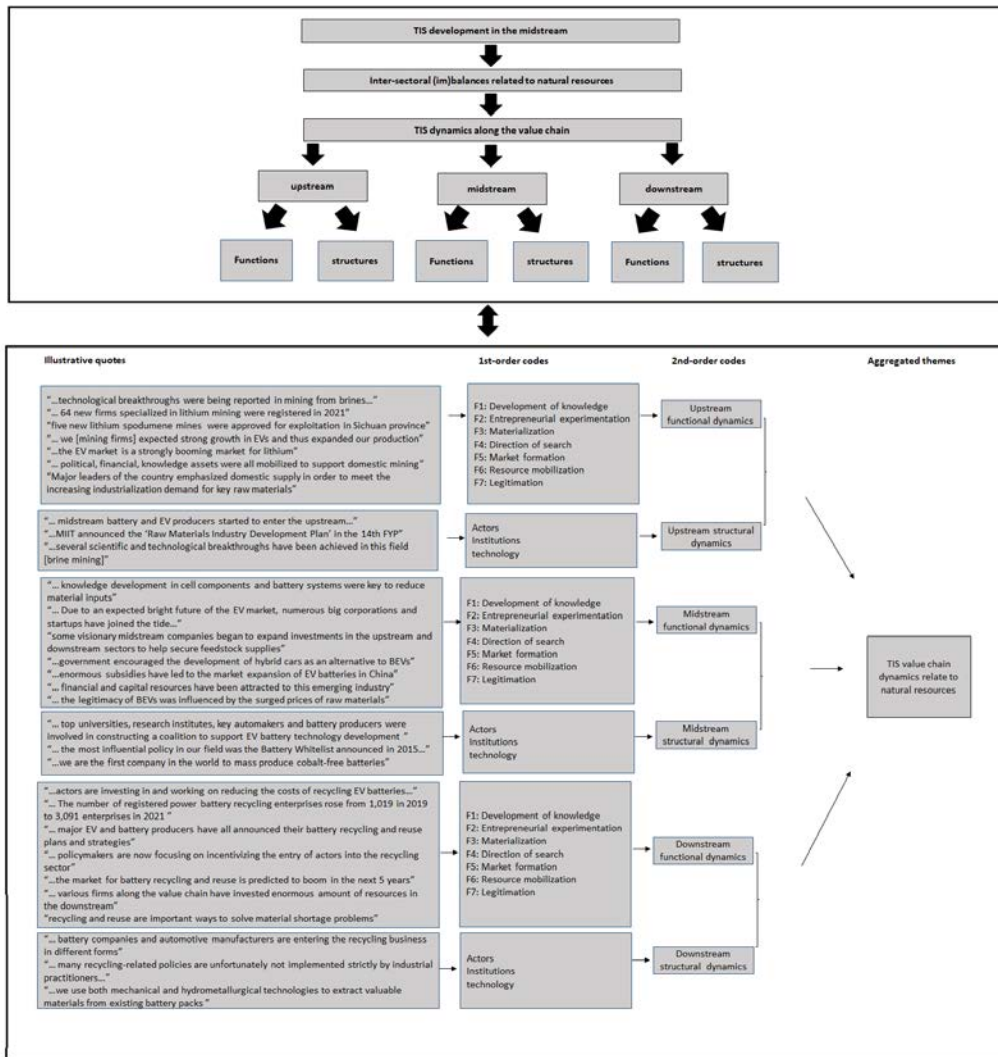 TIS development in the midstream
Inter-sectoral (im)balances related to natural resources
TIS dynamics along the value chain
upstream
midstream
downstream
Functions
structures
Functions
structures
Functions
structures
Illustrative quotes
1st-order codes
2nd-order codes
Aggregated themes
"...technological breakthroughs were being reported in mining from brines..."
"... 64 new firms specialized in lithium mining were registered in 2021"
"five new lithium spodumene mines were approved for exploitation in Sichuan province"
"... we [mining firms] expected strong growth in EVs and thus expanded our production"
"...the EV market is a strongly booming market for lithium"
"... political, financial, knowledge assets were all mobilized to support domestic mining"
"Major leaders of the country emphasized domestic supply in order to meet the
increasing industrialization demand for key raw materials"
F1: Development of knowledge
F2: Entrepreneurial experimentation
F3: Materialization
F4: Direction of search
F5: Market formation
F6: Resource mobilization
F7: Legitimation
Upstream
functional dynamics
"... midstream battery and EV producers started to enter the upstream..."
"...MIIT announced the 'Raw Materials Industry Development Plan' in the 14th FYP"
"...several scientific and technological breakthroughs have been achieved in this field
[brine mining]"
Actors
Institutions
technology
Upstream structural
dynamics
"... knowledge development in cell components and battery systems were key to reduce
material inputs"
"... Due to an expected bright future of the EV market, numerous big corporations and
startups have joined the tide..."
"some visionary midstream companies began to expand investments in the upstream and
downstream sectors to help secure feedstock supplies"
"...government encouraged the development of hybrid cars as an alternative to BEVs"
"...enormous subsidies have led to the market expansion of EV batteries in China"
"... financial and capital resources have been attracted to this emerging industry"
"... the legitimacy of BEVs was influenced by the surged prices of raw materials"
F1: Development of knowledge
F2: Entrepreneurial experimentation
F3: Materialization
F4: Direction of search
F5: Market formation
F6: Resource mobilization
F7: Legitimation
Midstream
functional dynamics
TIS value chain
dynamics relate to
natural resources
"... top universities, research institutes, key automakers and battery producers were
involved in constructing a coalition to support EV battery technology development "
"... the most influential policy in our field was the Battery Whitelist announced in 2015..."
"...we are the first company in the world to mass produce cobalt-free batteries"
Actors
Institutions
technology
Midstream
structural dynamics
"...actors are investing in and working on reducing the costs of recycling EV batteries..."
"... The number of registered power battery recycling enterprises rose from 1,019 in 2019
to 3,091 enterprises in 2021 "
"... major EV and battery producers have all announced their battery recycling and reuse
plans and strategies"
"... policymakers are now focusing on incentivizing the entry of actors into the recycling
sector"
"...the market for battery recycling and reuse is predicted to boom in the next 5 years"
"... various firms along the value chain have invested enormous amount of resources in
the downstream"
"recycling and reuse are important ways to solve material shortage problems"
F1: Development of knowledge
F2: Entrepreneurial experimentation
F3: Materialization
F4: Direction of search
F5: Market formation
F6: Resource mobilization
F7: Legitimation
Downstream
functional dynamics
"... battery companies and automotive manufacturers are entering the recycling business
in different forms"
"... many recycling-related policies are unfortunately not implemented strictly by industrial
practitioners..."
"...we use both mechanical and hydrometallurgical technologies to extract valuable
materials from existing battery packs "
Actors
Institutions
technology
Downstream
structural dynamics